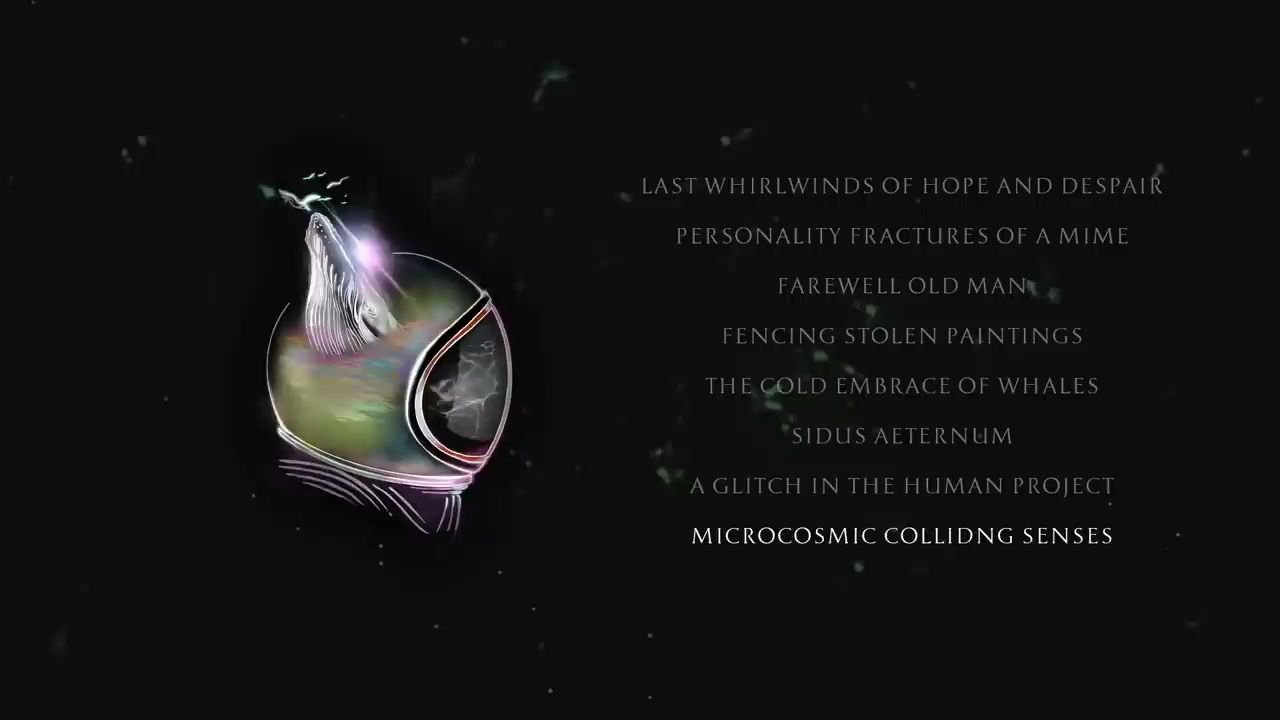 LAST WHIRLWINDS OF HOPE AND DESPAIR
PERSONALITY FRACTURES OF A MIME
FAREWELL OLD MAN
FENCING STOLEN PAINTINGS
THE COLD EMBRACE OF WHALES
SIDUS AETERNUM
A GLITCH IN THE HUMAN PROJECT
MICROCOSMIC COLLIDNG SENSES